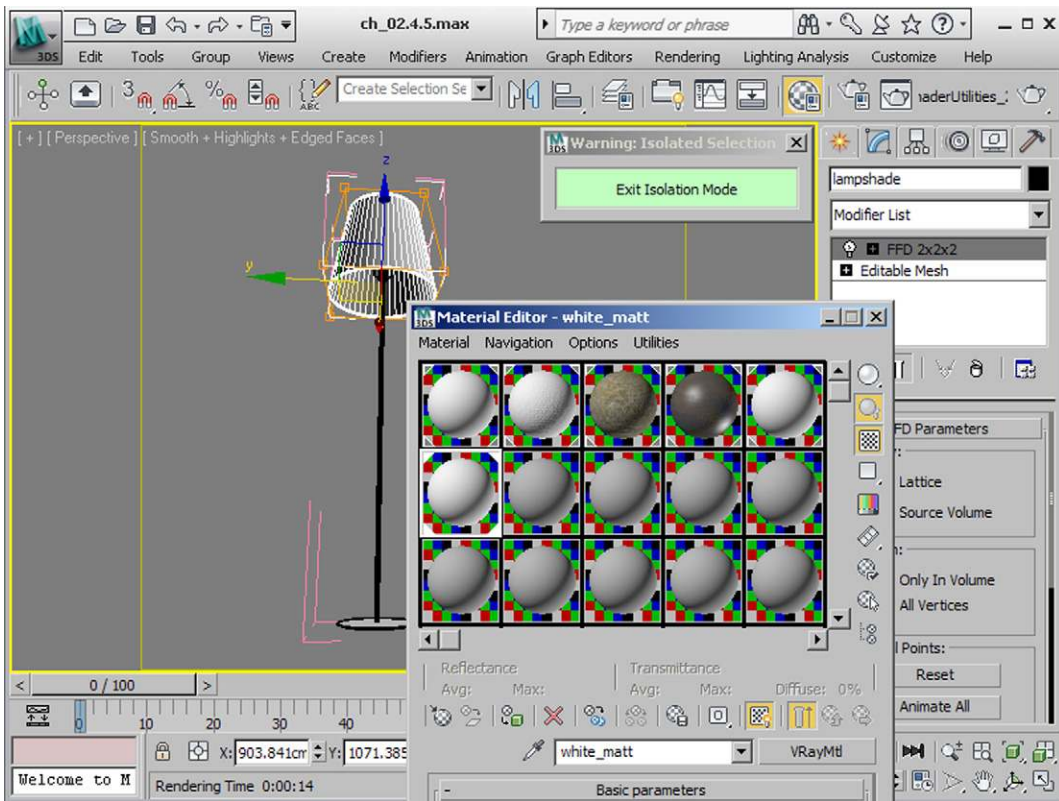 ch_02.4.5.max
Type a keyword or phrase
3DS
Edit Tools Group Views Create Modifiers Animation Graph Editors Rendering Lighting Analysis Customize Help
3
%
ABC
Create Selection Se
haderUtilities_:
[ + ] [ Perspective ] [ Smooth + Highlights + Edged Faces ]
z
y
Warning: Isolated Selection
Exit Isolation Mode
lampshade
Modifier List
FFD 2x2x2
Editable Mesh
Material Editor - white_matt
Material Navigation Options Utilities
FD Parameters
Lattice
Source Volume
Only In Volume
All Vertices
l Points:
Reset
Animate All
Reflectance
Avg: Max:
Transmittance
Avg: Max:
Diffuse: 0%
white_matt
VRayMtl
Basic parameters
0 / 100
0 10 20 30 40
X: 903.841cm Y: 1071.385
Welcome to M
Rendering Time 0:00:14